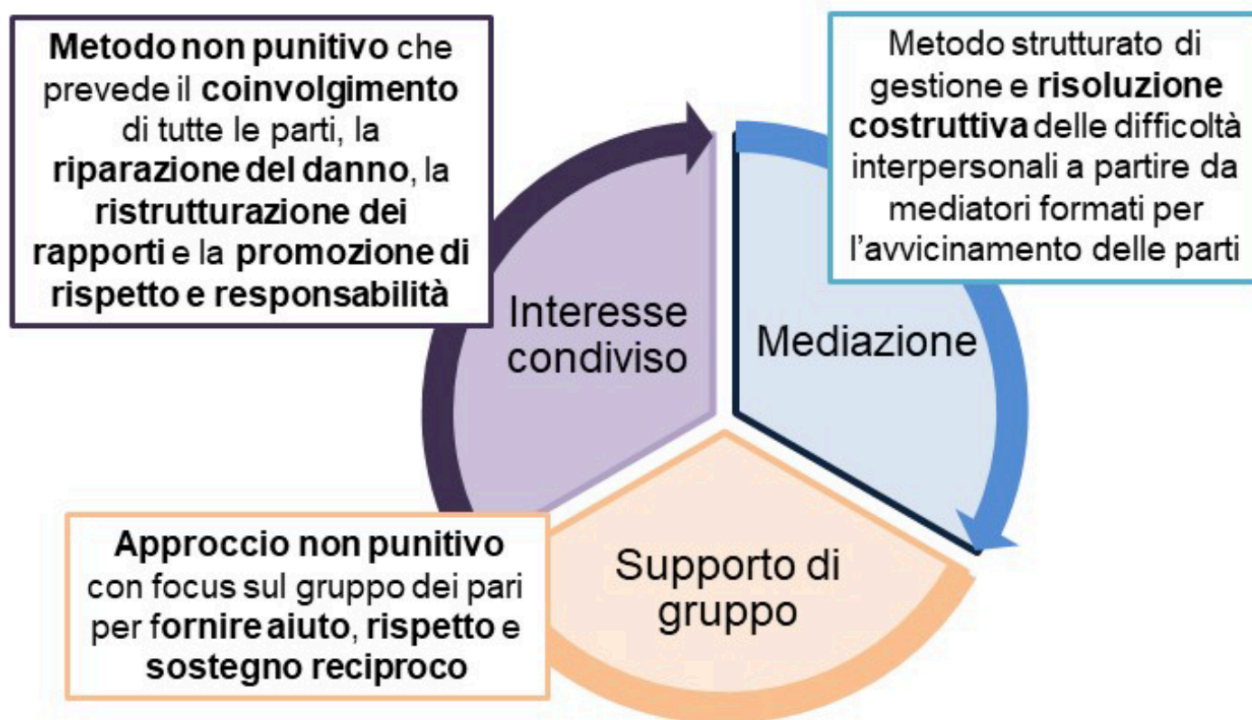 Metodo non punitivo che
prevede il coinvolgimento
di tutte le parti, la
riparazione del danno, la
ristrutturazione dei
rapporti e la promozione di
rispetto e responsabilità
Metodo strutturato di
gestione e risoluzione
costruttiva delle difficoltà
interpersonali a partire da
mediatori formati per
l'avvicinamento delle parti
Interesse
condiviso
Mediazione
Approccio non punitivo
con focus sul gruppo dei pari
per fornire aiuto, rispetto e
sostegno reciproco
Supporto di
gruppo